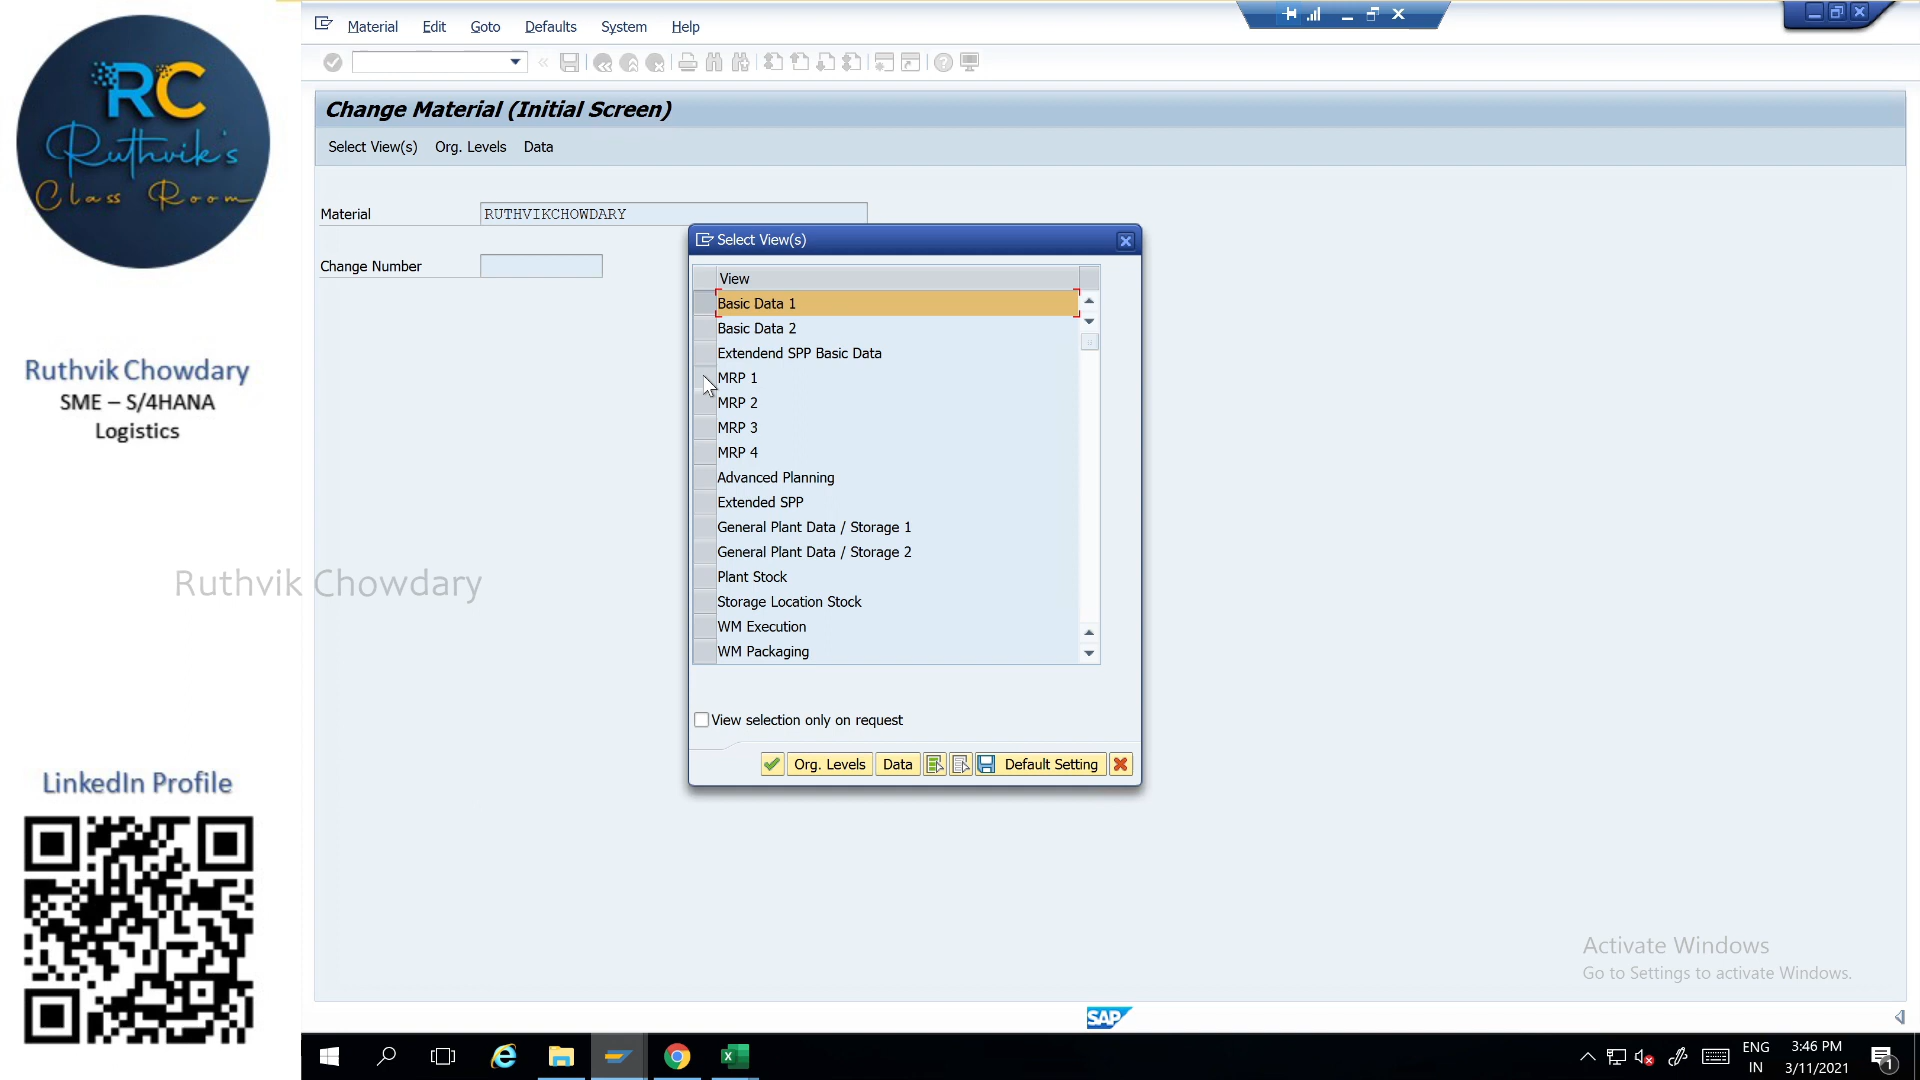 RC
Ruthvik's
Class Room
Ruthvik Chowdary
SME – S/4HANA
Logistics
Ruthvik Chowdary
LinkedIn Profile
Material Edit Goto Defaults System Help
Change Material (Initial Screen)
Select View(s) Org. Levels Data
Material RUTHVIKCHOWDARY
Change Number
Select View(s)
View
Basic Data 1
Basic Data 2
Extendend SPP Basic Data
MRP 1
MRP 2
MRP 3
MRP 4
Advanced Planning
Extended SPP
General Plant Data / Storage 1
General Plant Data / Storage 2
Plant Stock
Storage Location Stock
WM Execution
WM Packaging
View selection only on request
Org. Levels Data Default Setting
Activate Windows
Go to Settings to activate Windows.
SAP
ENG
IN
3:46 PM
3/11/2021
1